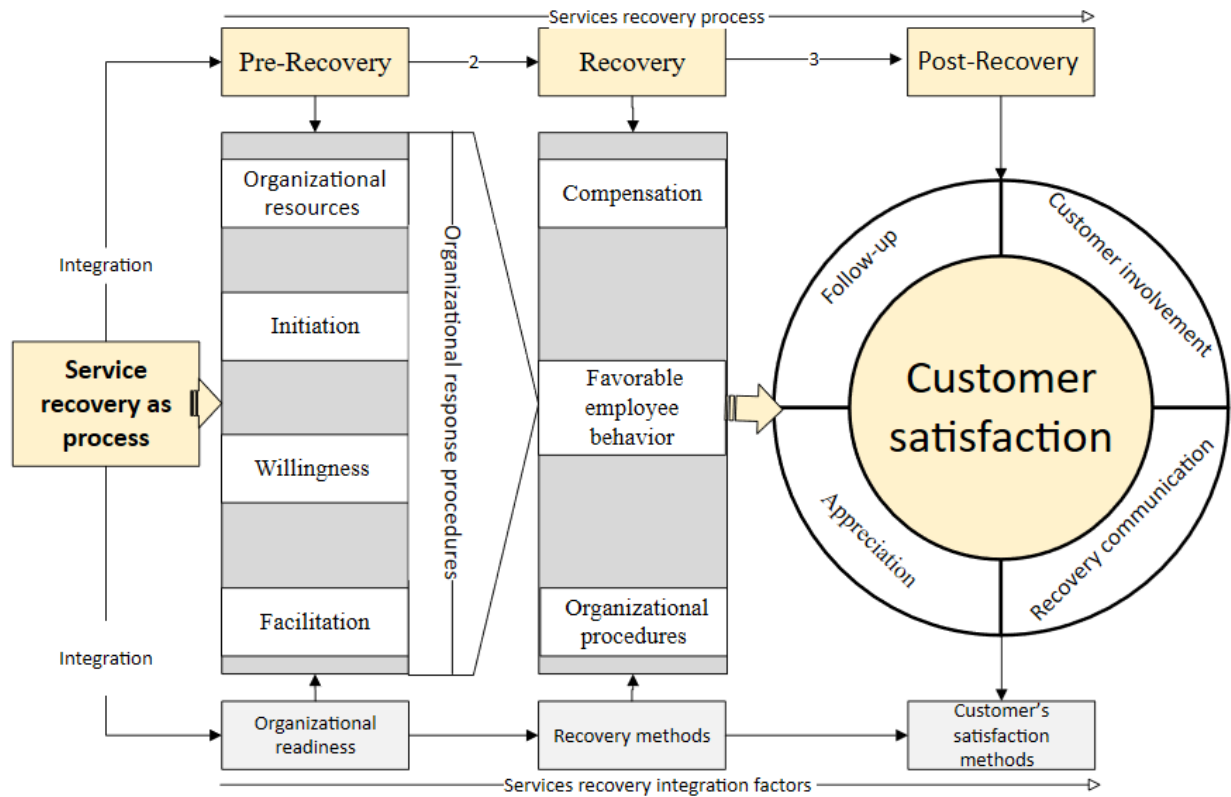 Services recovery process
Pre-Recovery
2
Recovery
3
Post-Recovery
Organizational
resources
Initiation
Willingness
Facilitation
Organizational response procedures
Compensation
Favorable
employee
behavior
Organizational
procedures
Integration
Service
recovery as
process
Integration
Follow-up
Customer involvement
Customer
satisfaction
Appreciation
Recovery communication
Organizational
readiness
Recovery methods
Customer’s
satisfaction
methods
Services recovery integration factors